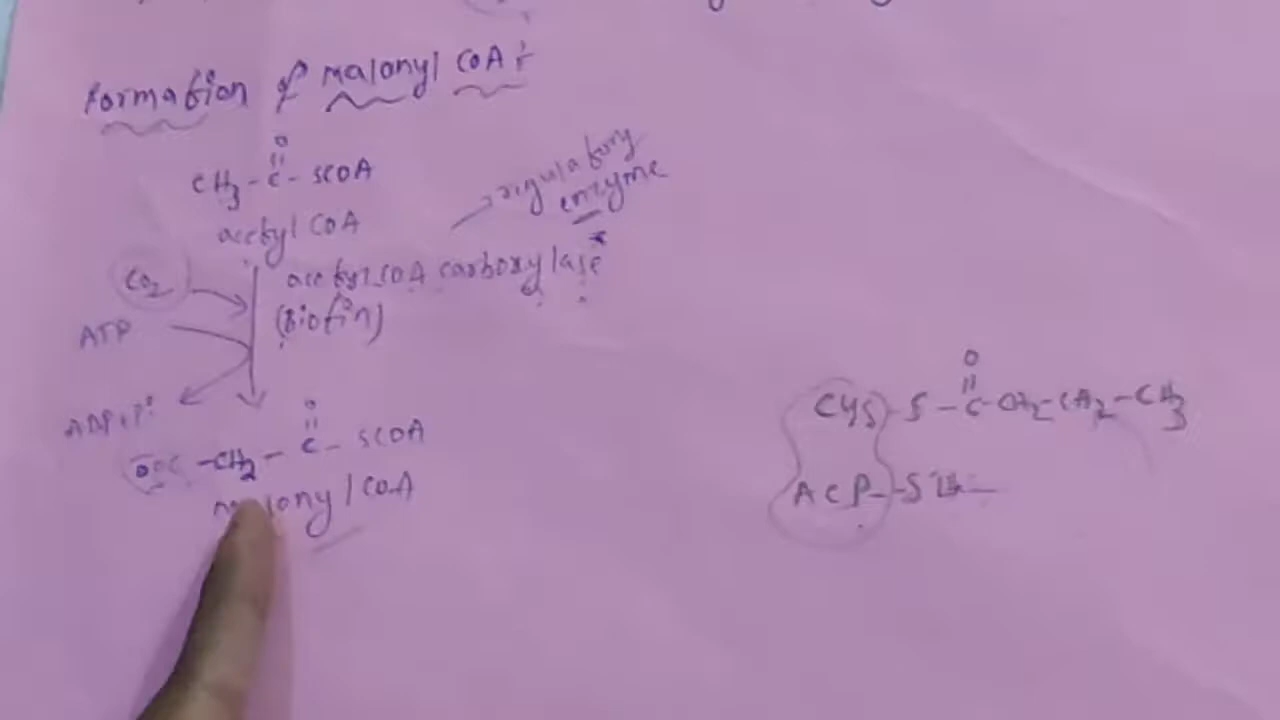 formation of malonyl COA :
O
CH3 - C - SCOA
acetyl COA
regulatory
enzyme
CO2
acetyl COA carboxylase *
(Biotin)
ATP
ADP+Pi
O
OOC - CH2 - C - SCOA
malonyl COA
O
Cys - S - C - CH2 - CH2 - CH3
ACP - SH